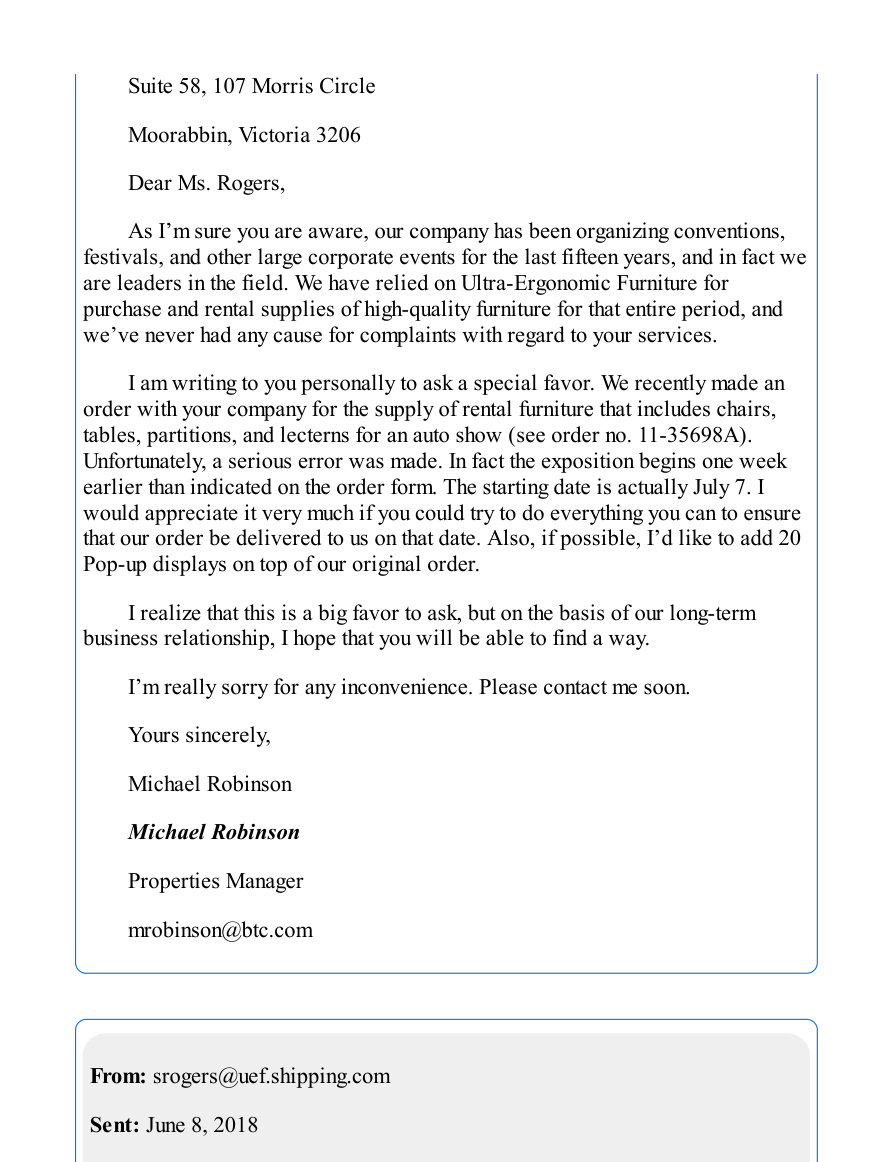 Suite 58, 107 Morris Circle
Moorabbin, Victoria 3206
Dear Ms. Rogers,
As I’m sure you are aware, our company has been organizing conventions,
festivals, and other large corporate events for the last fifteen years, and in fact we
are leaders in the field. We have relied on Ultra-Ergonomic Furniture for
purchase and rental supplies of high-quality furniture for that entire period, and
we’ve never had any cause for complaints with regard to your services.
I am writing to you personally to ask a special favor. We recently made an
order with your company for the supply of rental furniture that includes chairs,
tables, partitions, and lecterns for an auto show (see order no. 11-35698A).
Unfortunately, a serious error was made. In fact the exposition begins one week
earlier than indicated on the order form. The starting date is actually July 7. I
would appreciate it very much if you could try to do everything you can to ensure
that our order be delivered to us on that date. Also, if possible, I’d like to add 20
Pop-up displays on top of our original order.
I realize that this is a big favor to ask, but on the basis of our long-term
business relationship, I hope that you will be able to find a way.
I’m really sorry for any inconvenience. Please contact me soon.
Yours sincerely,
Michael Robinson
Michael Robinson
Properties Manager
mrobinson@btc.com
From: srogers@uef.shipping.com
Sent: June 8, 2018